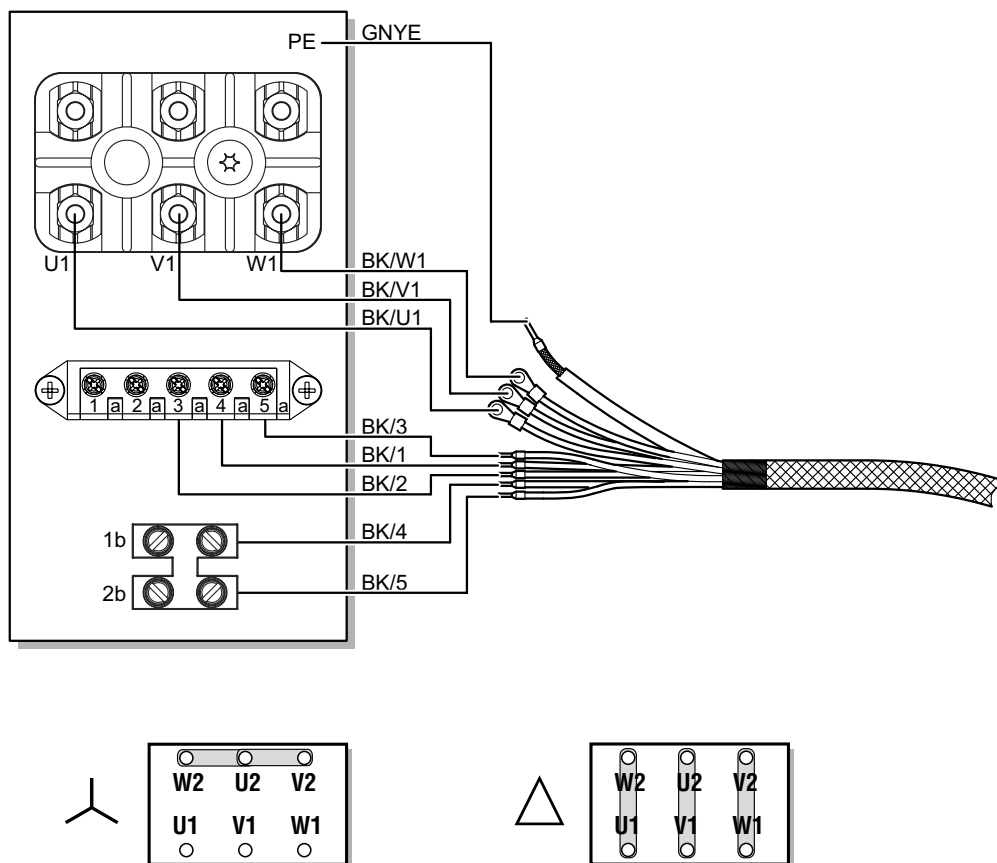 PE GNYE
U1 V1 W1
BK/W1
BK/V1
BK/U1
1 a 2 a 3 a 4 a 5 a
BK/3
BK/1
BK/2
1b BK/4
2b BK/5
W2 U2 V2
U1 V1 W1
W2 U2 V2
U1 V1 W1